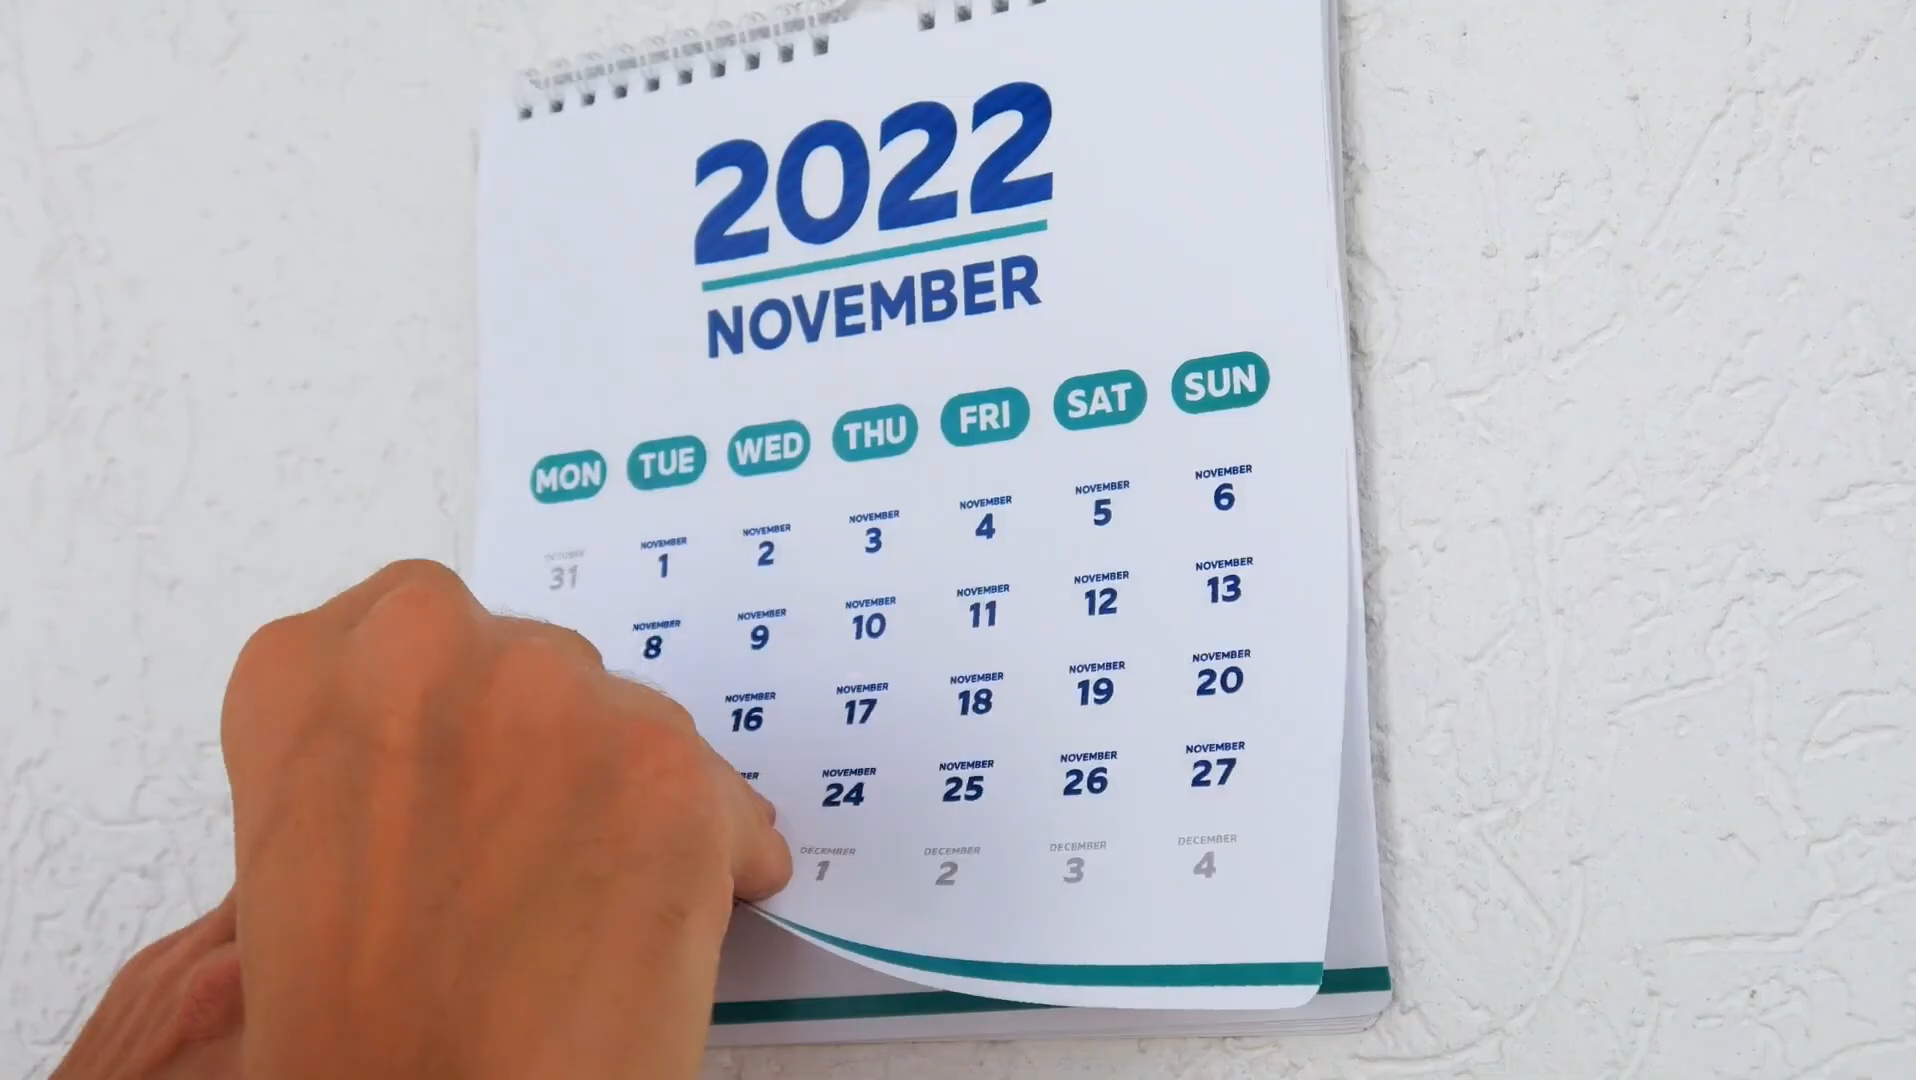 2022
NOVEMBER
MON TUE WED THU FRI SAT SUN
OCTOBER NOVEMBER NOVEMBER NOVEMBER NOVEMBER NOVEMBER NOVEMBER
31 1 2 3 4 5 6
NOVEMBER NOVEMBER NOVEMBER NOVEMBER NOVEMBER NOVEMBER
8 9 10 11 12 13
NOVEMBER NOVEMBER NOVEMBER NOVEMBER NOVEMBER
16 17 18 19 20
BER NOVEMBER NOVEMBER NOVEMBER NOVEMBER
24 25 26 27
DECEMBER DECEMBER DECEMBER DECEMBER
1 2 3 4